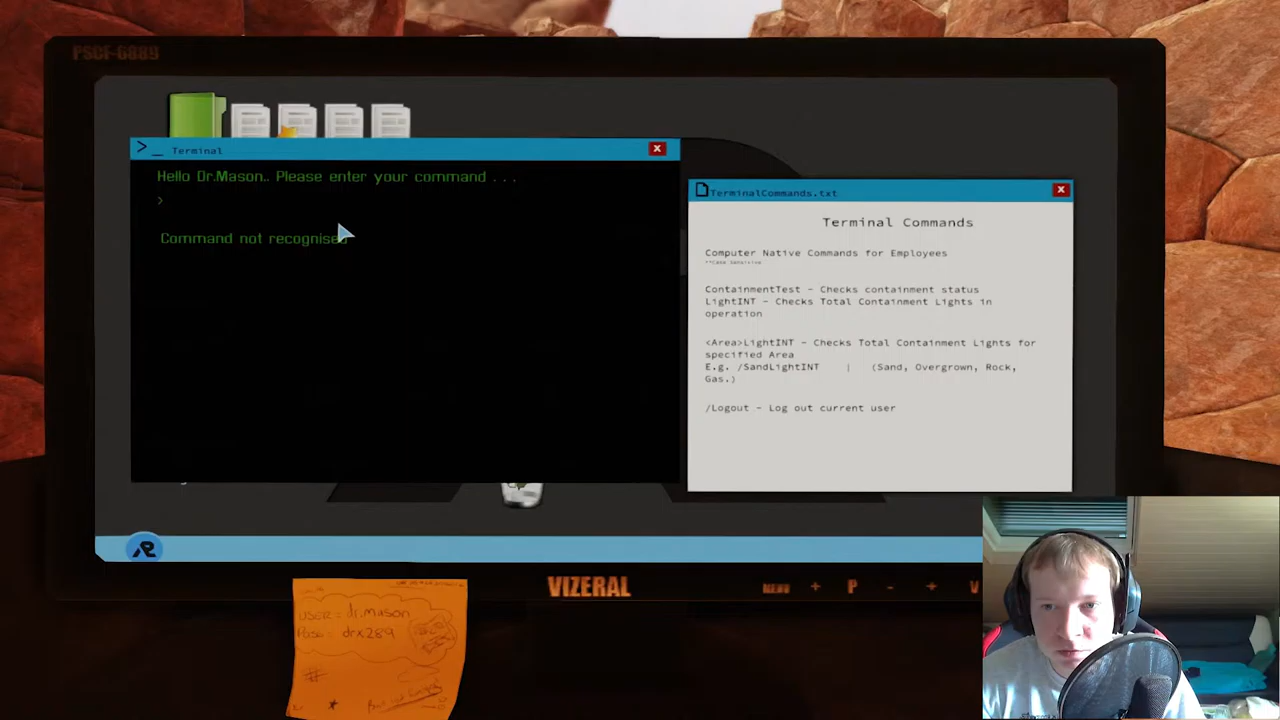 PSCF-6889
>_ Terminal
Hello Dr.Mason.. Please enter your command . . .
>
Command not recognised
TerminalCommands.txt
Terminal Commands
Computer Native Commands for Employees
**Case Sensitive
ContainmentTest - Checks containment status
LightINT - Checks Total Containment Lights in
operation
<Area>LightINT - Checks Total Containment Lights for
specified Area
E.g. /SandLightINT | (Sand, Overgrown, Rock,
Gas.)
/Logout - Log out current user
VIZERAL
MENU + P - + V
USER = dr.mason
Pass = drx289
#